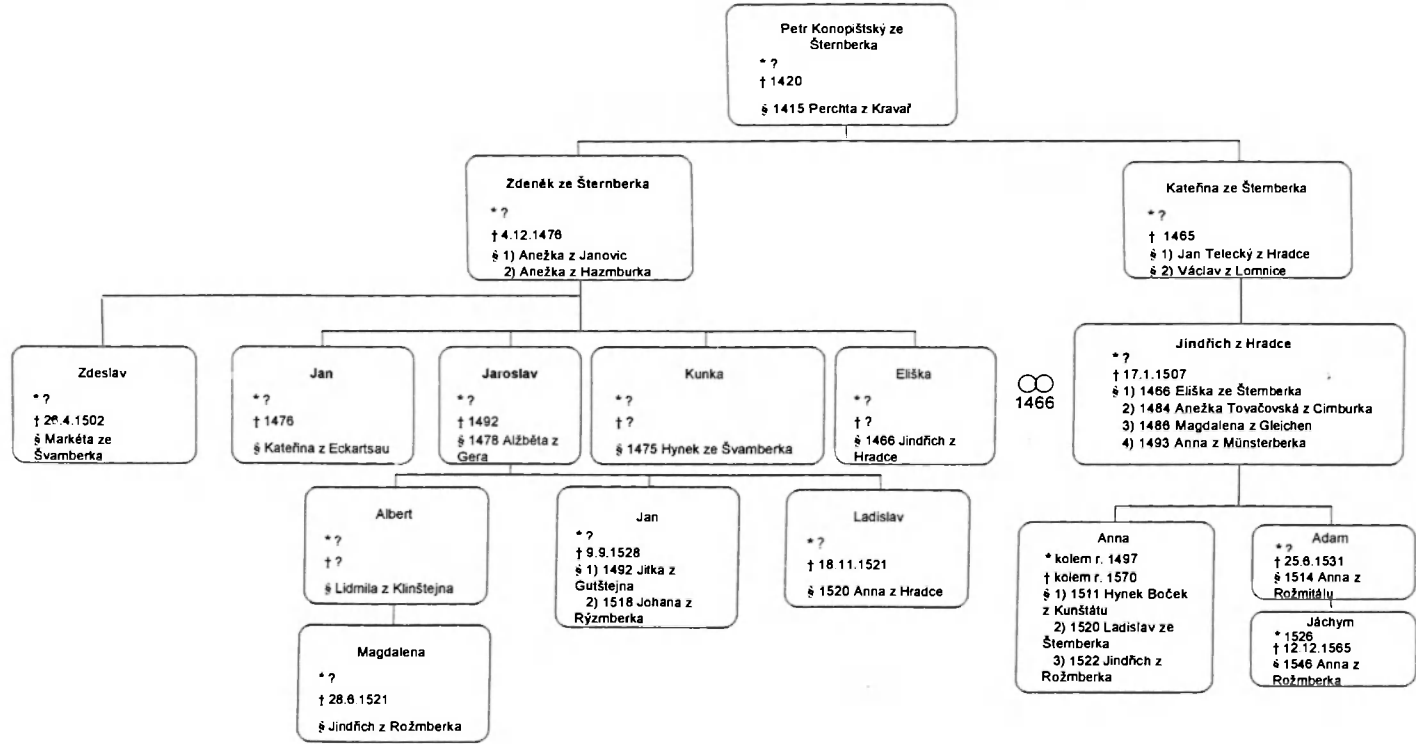 Petr Konopištský ze
Šternberka
* ?
† 1420
§ 1415 Perchta z Kravař
Zdeněk ze Šternberka
* ?
† 4.12.1476
§ 1) Anežka z Janovic
2) Anežka z Hazmburka
Kateřina ze Šternberka
* ?
† 1465
§ 1) Jan Telecký z Hradce
§ 2) Václav z Lomnice
Zdeslav
* ?
† 26.4.1502
§ Markéta ze
Švamberka
Jan
* ?
† 1476
§ Kateřina z Eckartsau
Jaroslav
* ?
† 1492
§ 1478 Alžběta z
Gera
Kunka
* ?
† ?
§ 1475 Hynek ze Švamberka
Eliška
* ?
† ?
§ 1466 Jindřich z
Hradce
1466
Jindřich z Hradce
* ?
† 17.1.1507
§ 1) 1466 Eliška ze Šternberka
2) 1484 Anežka Tovačovská z Cimburka
3) 1486 Magdalena z Gleichen
4) 1493 Anna z Münsterberka
Albert
* ?
† ?
§ Lidmila z Klinštejna
Jan
* ?
† 9.9.1528
§ 1) 1492 Jitka z
Gutštejna
2) 1518 Johana z
Rýzmberka
Ladislav
* ?
† 18.11.1521
§ 1520 Anna z Hradce
Anna
* kolem r. 1497
† kolem r. 1570
§ 1) 1511 Hynek Boček
z Kunštátu
2) 1520 Ladislav ze
Šternberka
3) 1522 Jindřich z
Rožmberka
Adam
* ?
† 25.6.1531
§ 1514 Anna z
Rožmitálu
Jáchym
* 1526
† 12.12.1565
§ 1546 Anna z
Rožmberka
Magdalena
* ?
† 28.6.1521
§ Jindřich z Rožmberka